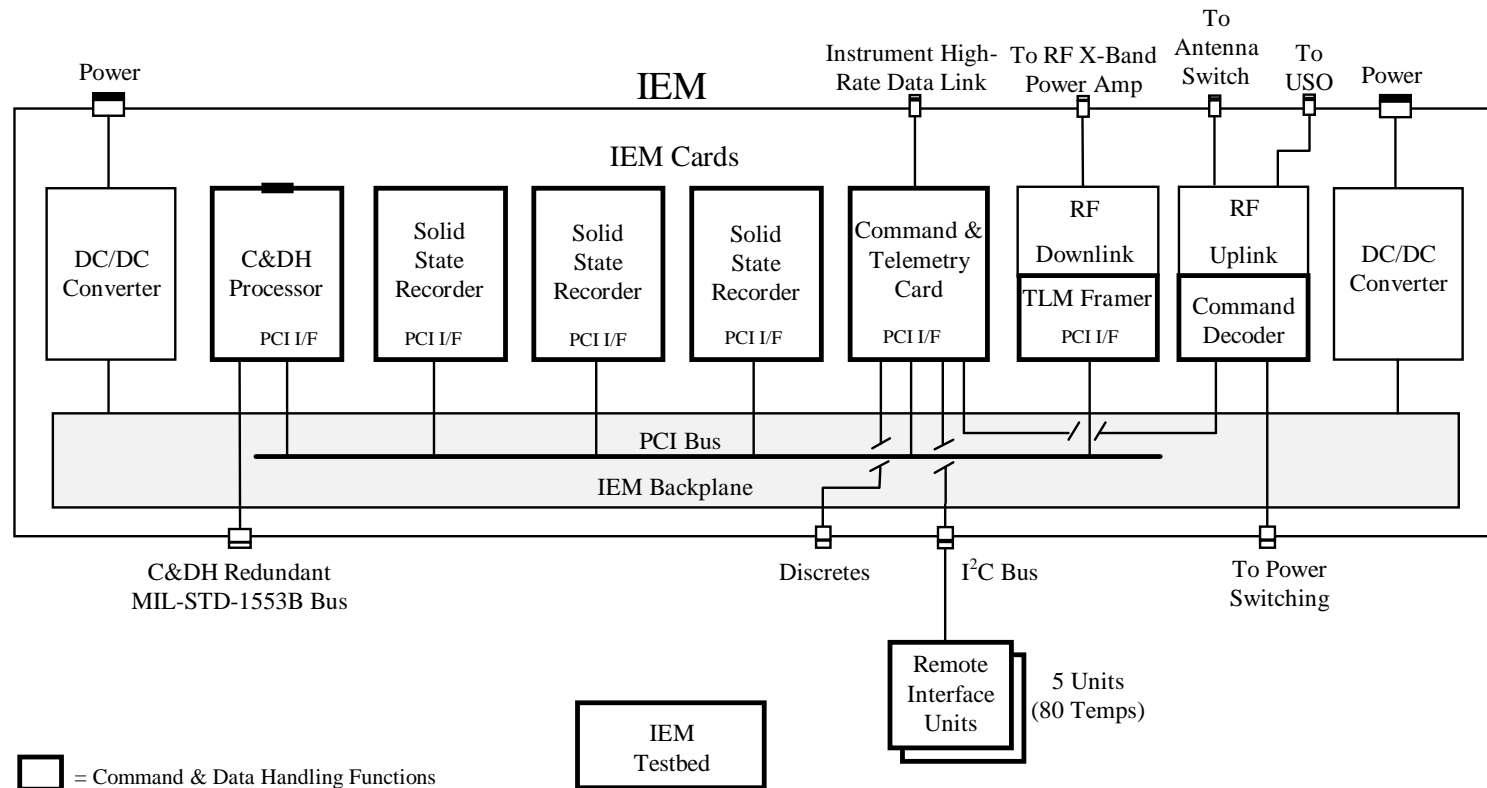 To
Antenna
Switch
To
USO
Instrument High-
Rate Data Link
To RF X-Band
Power Amp
Power
IEM
Power
IEM Cards
DC/DC
Converter
C&DH
Processor
PCI I/F
Solid
State
Recorder
PCI I/F
Solid
State
Recorder
PCI I/F
Solid
State
Recorder
PCI I/F
Command &
Telemetry
Card
PCI I/F
RF
Downlink
TLM Framer
PCI I/F
RF
Uplink
Command
Decoder
DC/DC
Converter
PCI Bus
IEM Backplane
C&DH Redundant
MIL-STD-1553B Bus
Discretes
I²C Bus
To Power
Switching
Remote
Interface
Units
5 Units
(80 Temps)
IEM
Testbed
= Command & Data Handling Functions